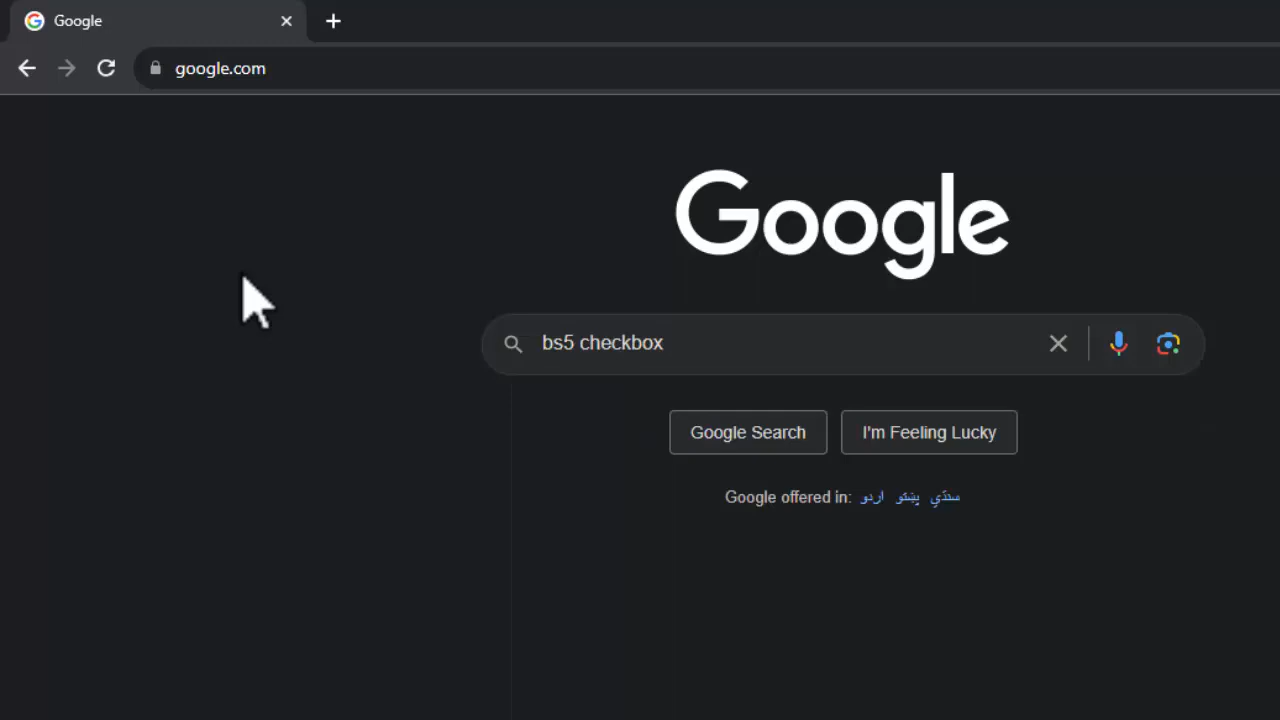 Google
google.com
Google
bs5 checkbox
Google Search I'm Feeling Lucky
Google offered in: اردو پښتو سنڌي